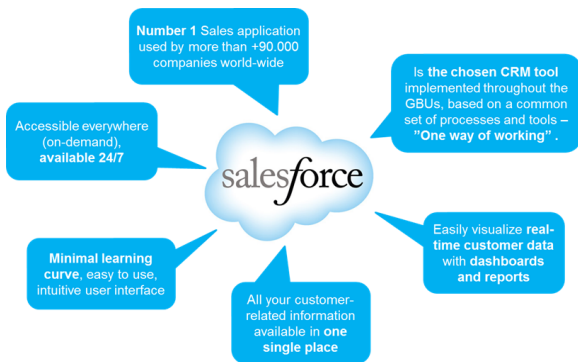 Number 1 Sales application
used by more than +90.000
companies world-wide
Is the chosen CRM tool
implemented throughout the
GBUs, based on a common
set of processes and tools –
"One way of working" .
Accessible everywhere
(on-demand),
available 24/7
salesforce
Minimal learning
curve, easy to use,
intuitive user interface
All your customer-
related information
available in one
single place
Easily visualize real-
time customer data
with dashboards
and reports